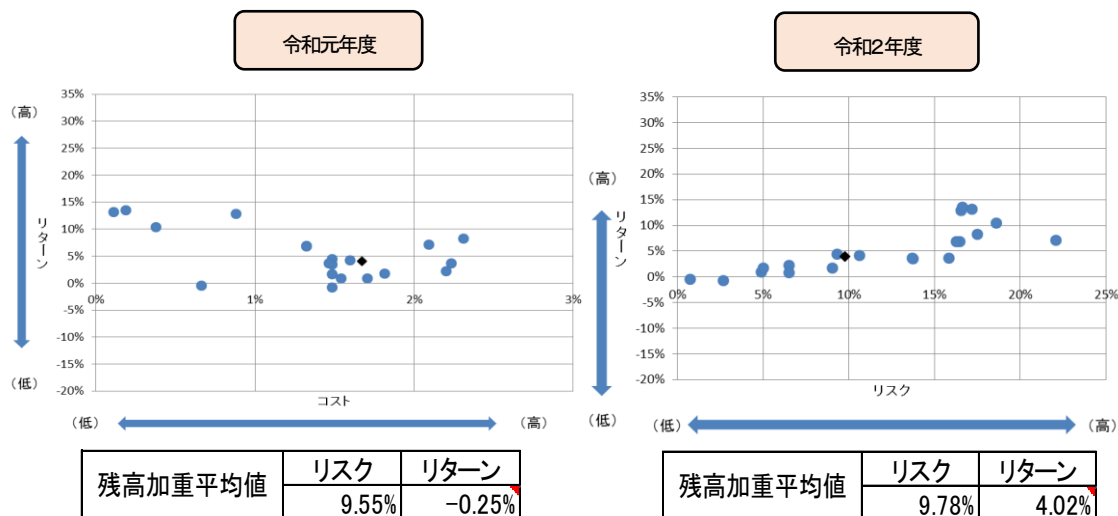 令和元年度
令和2年度
（高）
リターン
（低）
35%
30%
25%
20%
15%
10%
5%
0%
-5%
-10%
-15%
-20%
0%
1%
2%
3%
コスト
（低）
（高）
（高）
リターン
（低）
35%
30%
25%
20%
15%
10%
5%
0%
-5%
-10%
-15%
-20%
0%
5%
10%
15%
20%
25%
リスク
（低）
（高）
残高加重平均値
リスク
リターン
9.55%
-0.25%
残高加重平均値
リスク
リターン
9.78%
4.02%